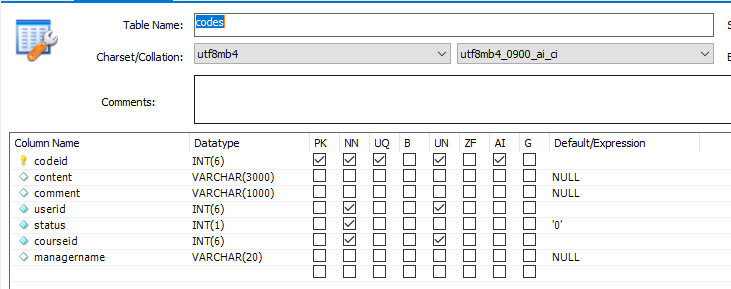 Table Name: codes S
Charset/Collation: utf8mb4 utf8mb4_0900_ai_ci E
Comments:
Column Name Datatype PK NN UQ B UN ZF AI G Default/Expression
codeid INT(6)
content VARCHAR(3000) NULL
comment VARCHAR(1000) NULL
userid INT(6)
status INT(1) '0'
courseid INT(6)
managername VARCHAR(20) NULL